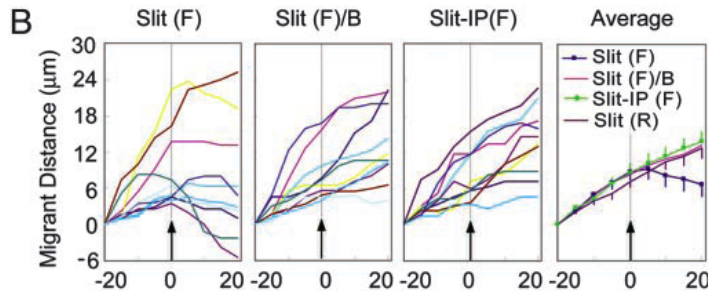 B
Slit (F)
Slit (F)/B
Slit-IP(F)
Average
Migrant Distance (µm)
30
24
18
12
6
0
-6
Slit (F)
Slit (F)/B
Slit-IP (F)
Slit (R)
-20 0 20
-20 0 20
-20 0 20
-20 0 20